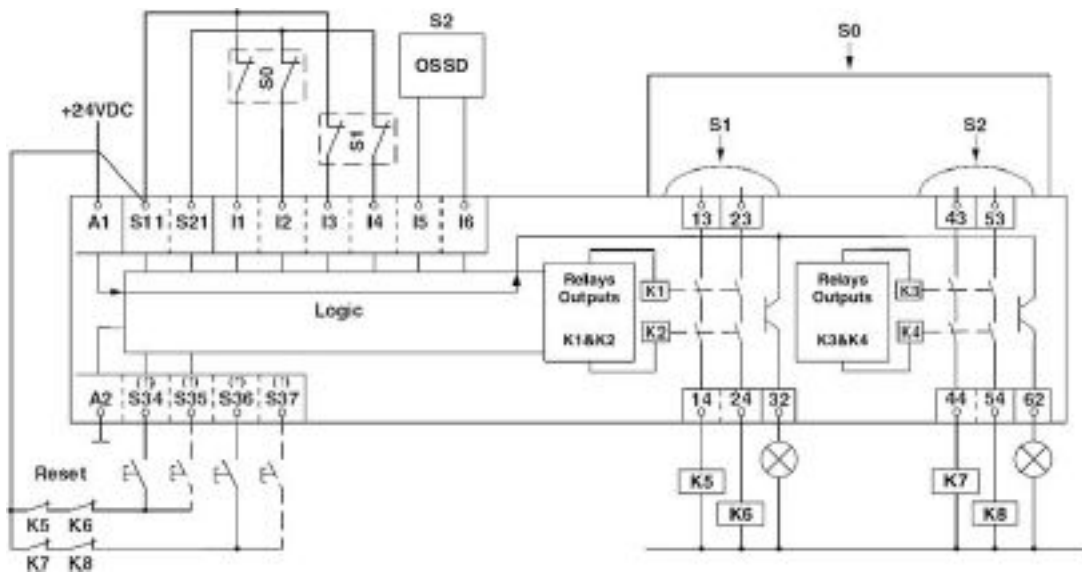 S2
OSSD
S0
S0
S1
+24VDC
S1
S2
A1 S11 S21 I1 I2 I3 I4 I5 I6
13 23
43 53
Logic
Relays
Outputs
K1&K2
K1
K2
Relays
Outputs
K3&K4
K3
K4
(*) (*) (*) (*)
A2 S34 S35 S36 S37
14 24 32
44 54 62
Reset
K5 K6
K7 K8
K5
K6
K7
K8